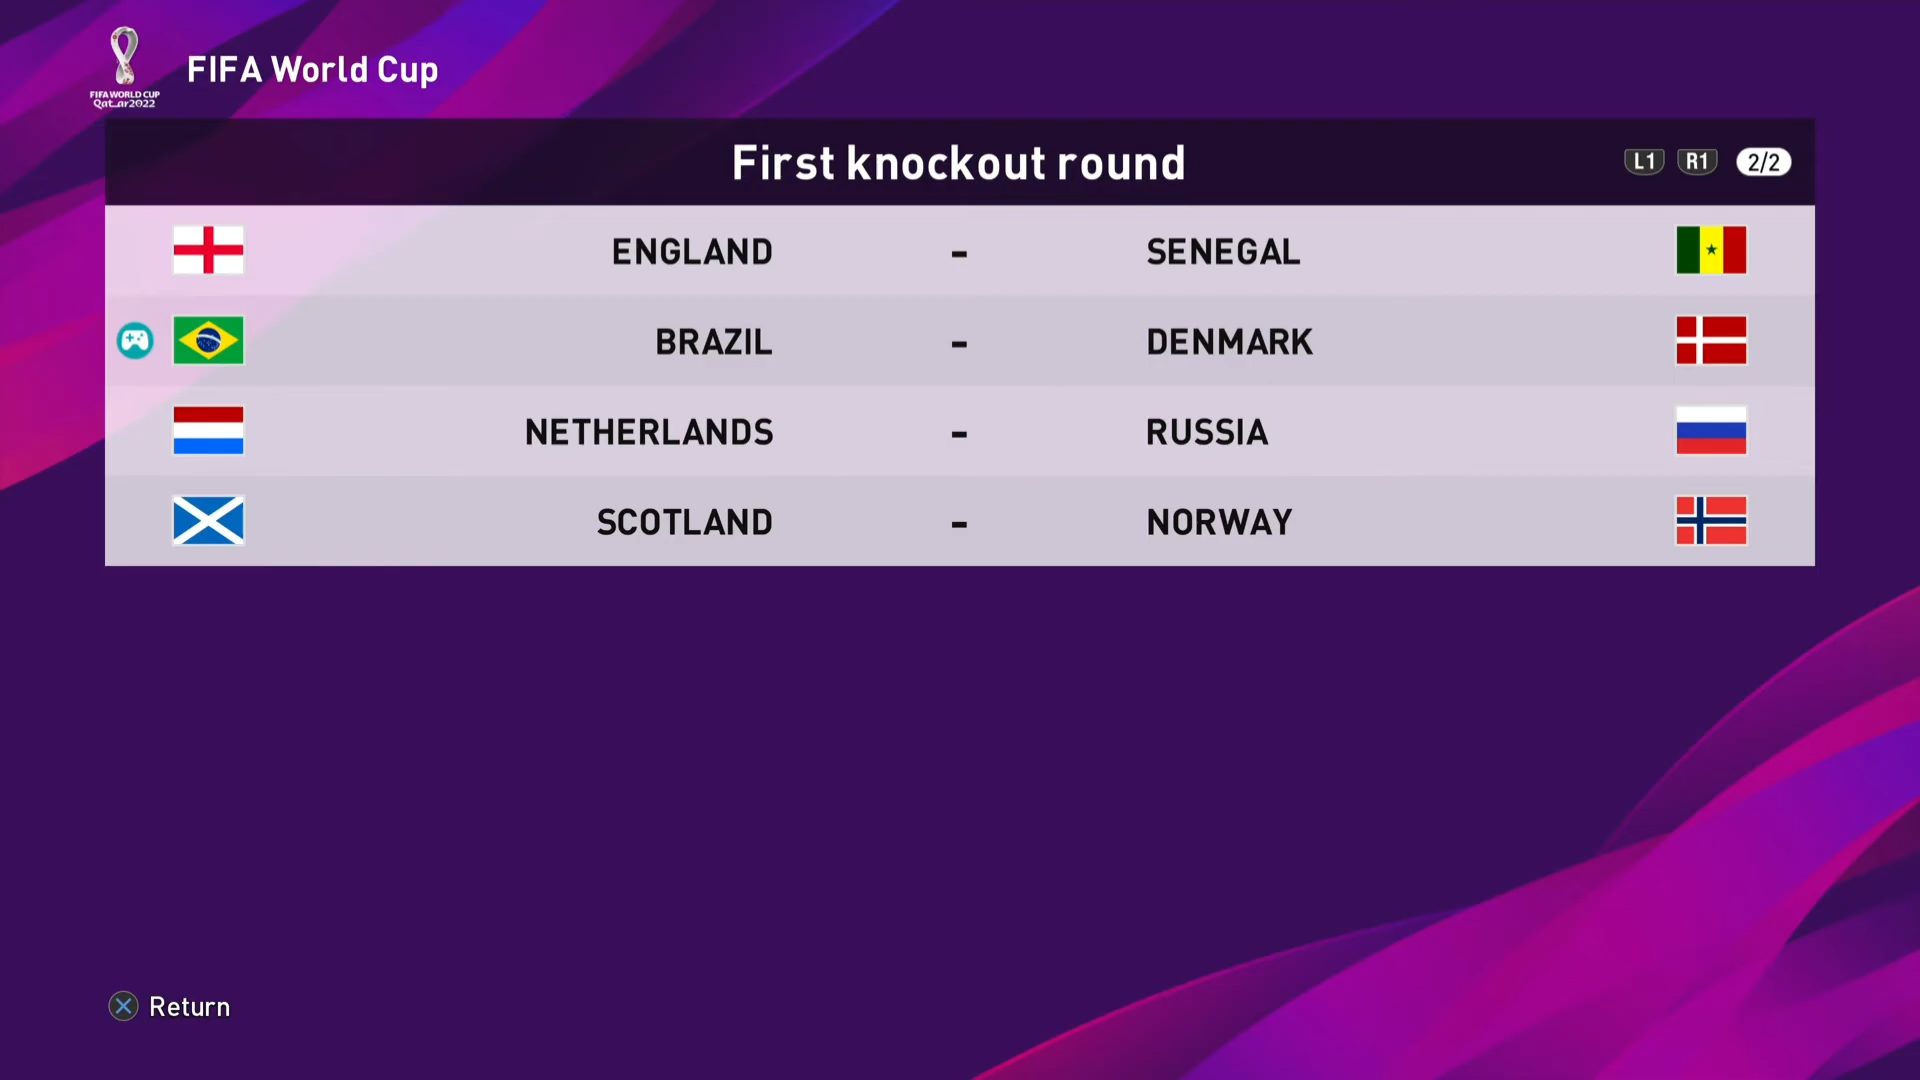 FIFA World Cup
FIFA WORLD CUP
Qatar2022
First knockout round
L1 R1 2/2
ENGLAND - SENEGAL
BRAZIL - DENMARK
NETHERLANDS - RUSSIA
SCOTLAND - NORWAY
Return